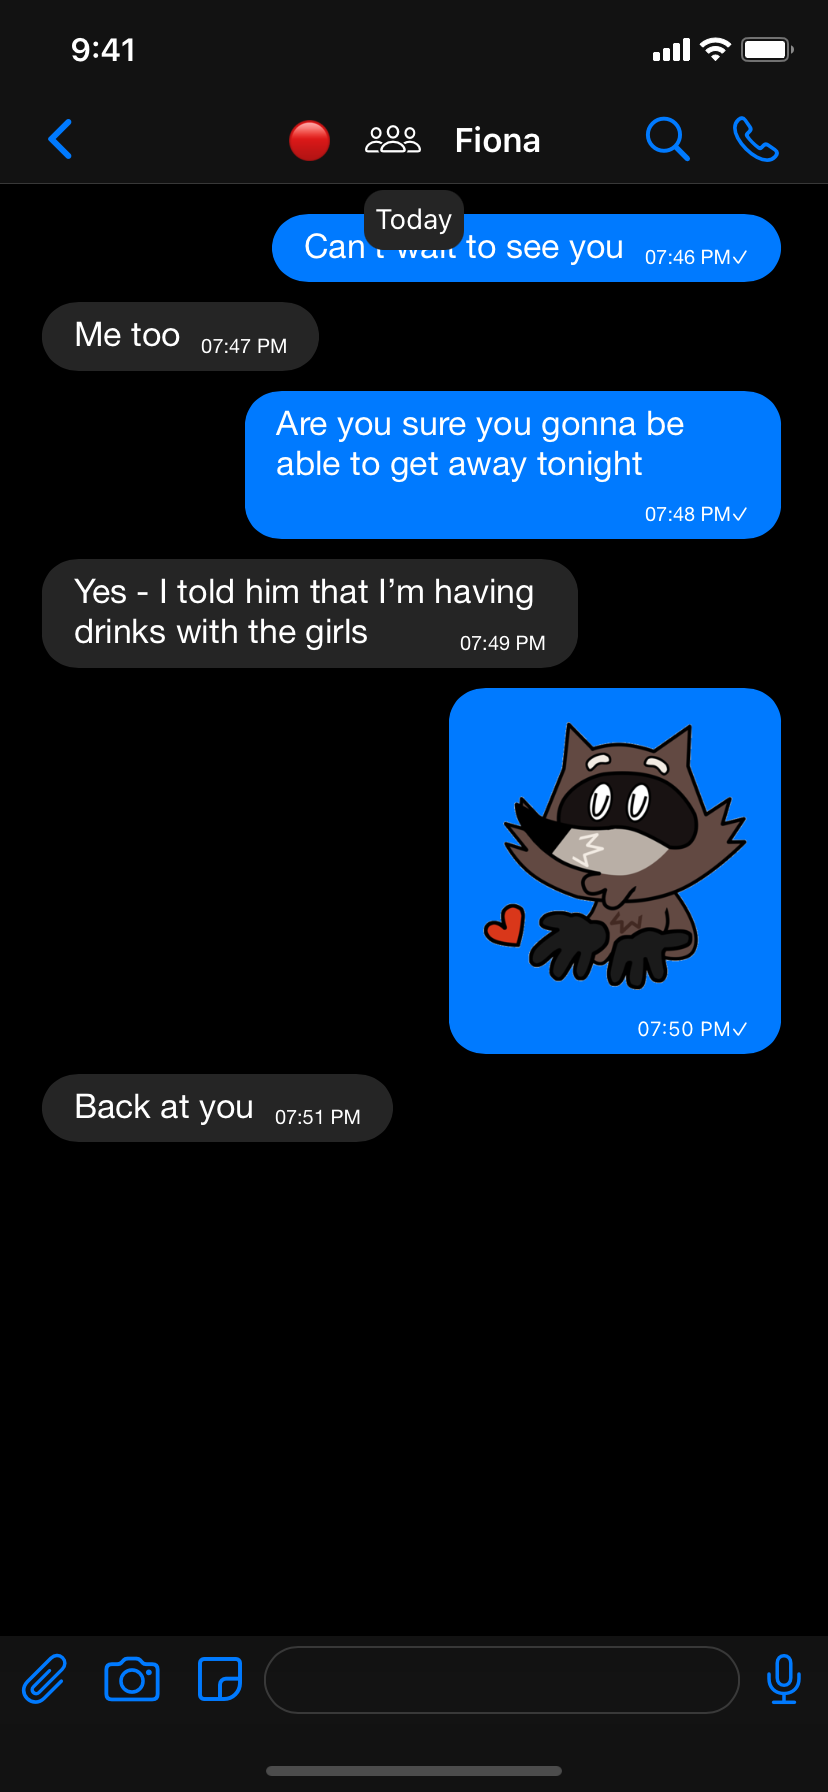 9:41
Fiona
Today
Can't wait to see you 07:46 PM✓
Me too 07:47 PM
Are you sure you gonna be
able to get away tonight
07:48 PM✓
Yes - I told him that I’m having
drinks with the girls 07:49 PM
07:50 PM✓
Back at you 07:51 PM